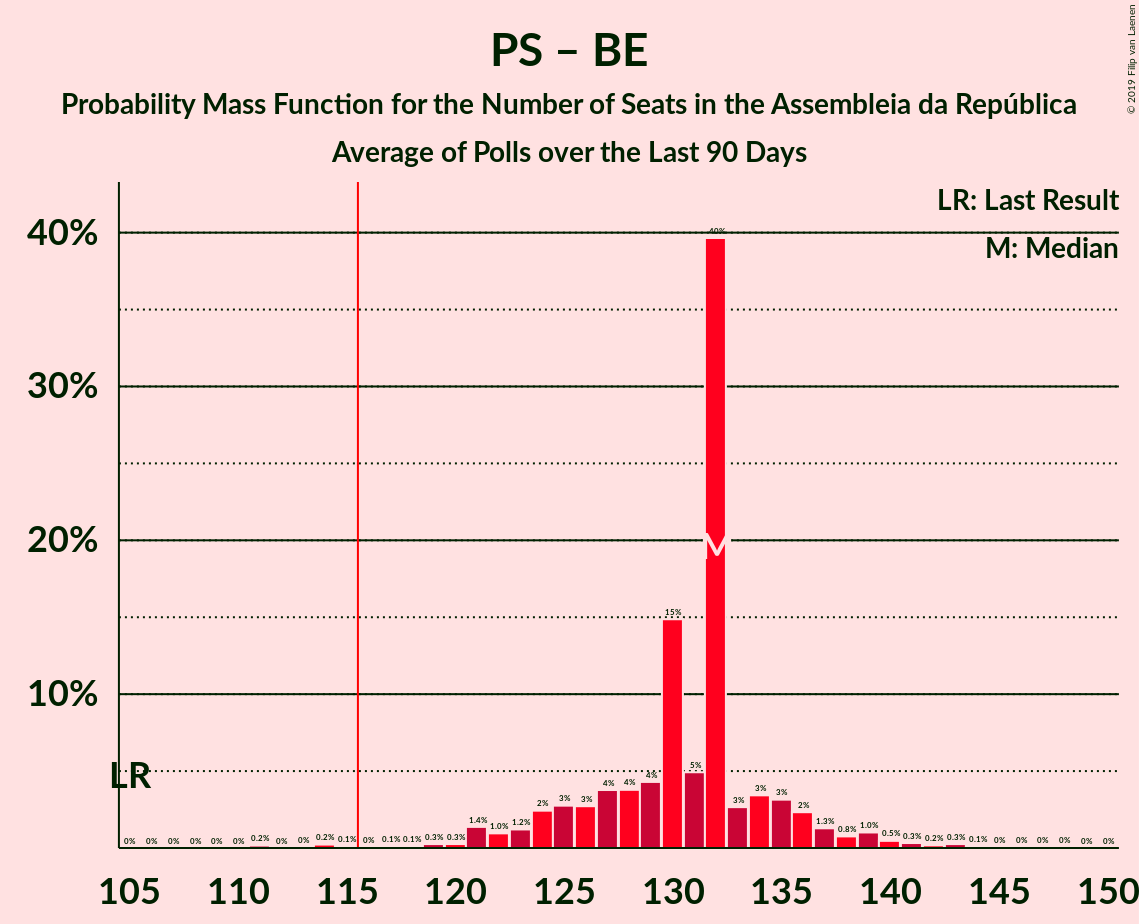 PS – BE
Probability Mass Function for the Number of Seats in the Assembleia da República
Average of Polls over the Last 90 Days
© 2019 Filip van Laenen
LR: Last Result
M: Median
40%
30%
20%
10%
40%
M
15%
LR
0% 0% 0% 0% 0% 0% 0.2% 0% 0% 0.2% 0.1% 0% 0.1% 0.1% 0.3% 0.3% 1.4% 1.0% 1.2% 2% 3% 3% 4% 4% 4% 5% 3% 3% 3% 2% 1.3% 0.8% 1.0% 0.5% 0.3% 0.2% 0.3% 0.1% 0% 0% 0% 0% 0% 0%
105 110 115 120 125 130 135 140 145 150